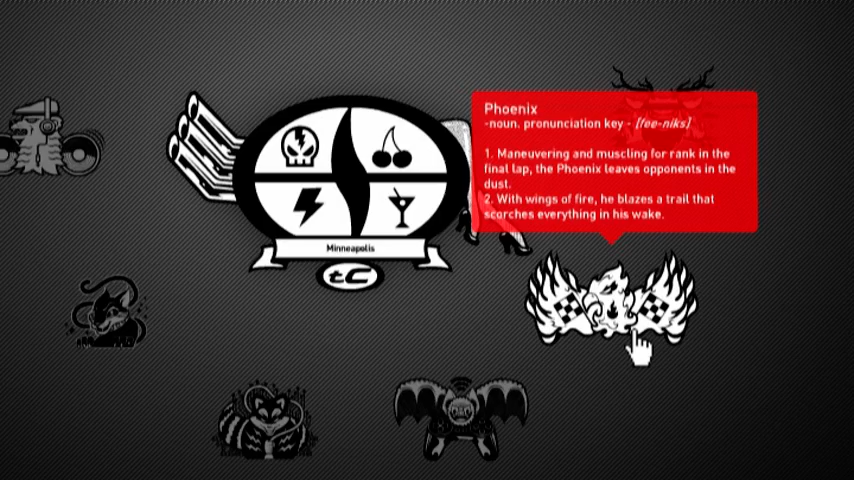 Phoenix
-noun. pronunciation key - [fee-niks]
1. Maneuvering and muscling for rank in the
final lap, the Phoenix leaves opponents in the
dust.
2. With wings of fire, he blazes a trail that
scorches everything in his wake.
Minneapolis
tC